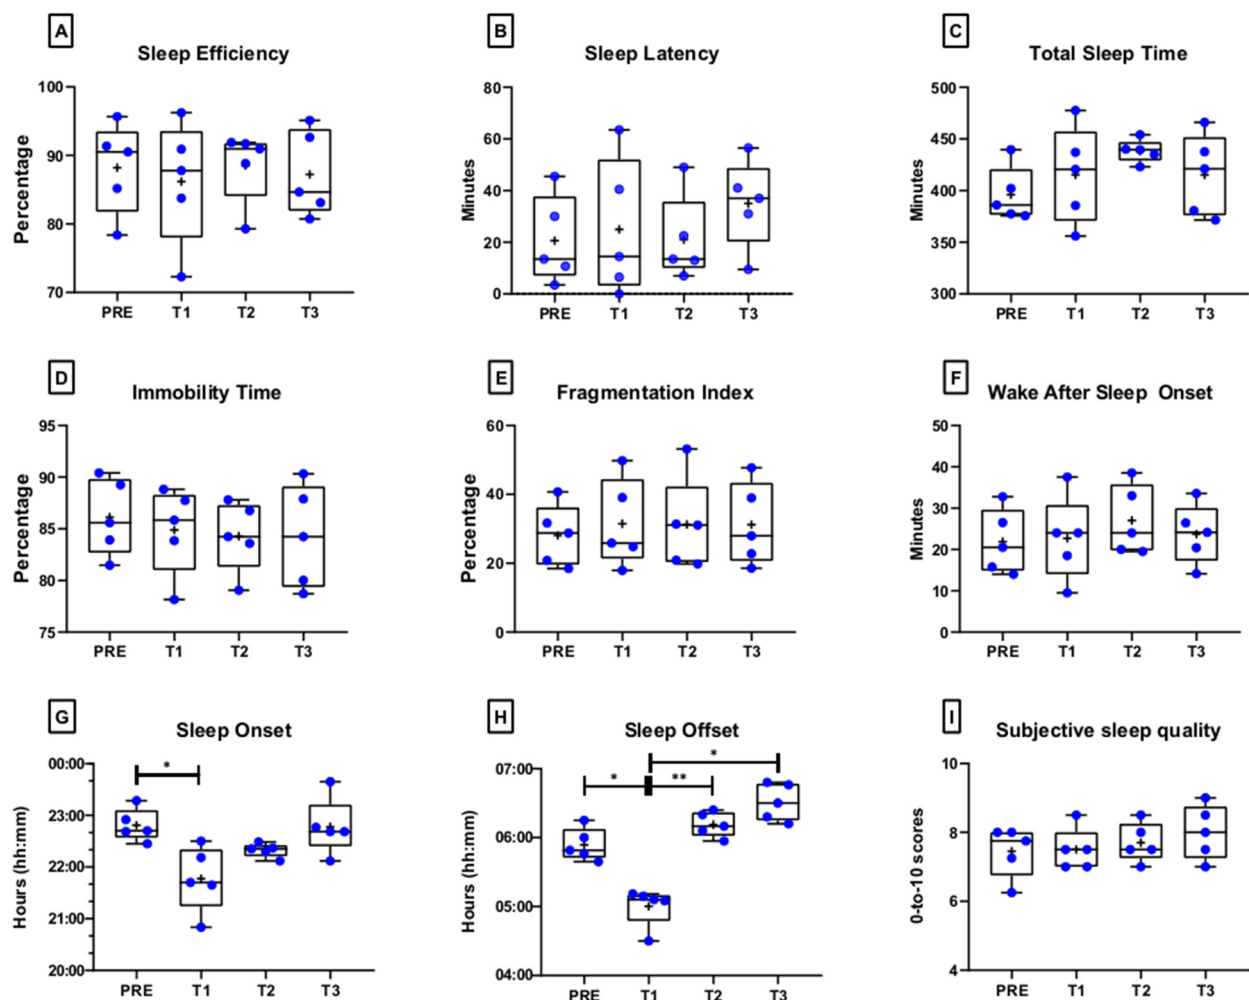 A
Sleep Efficiency
Percentage
100
90
80
70
PRE T1 T2 T3
B
Sleep Latency
Minutes
80
60
40
20
0
PRE T1 T2 T3
C
Total Sleep Time
Minutes
500
450
400
350
300
PRE T1 T2 T3
D
Immobility Time
Percentage
95
90
85
80
75
PRE T1 T2 T3
E
Fragmentation Index
Percentage
60
40
20
0
PRE T1 T2 T3
F
Wake After Sleep Onset
Minutes
50
40
30
20
10
0
PRE T1 T2 T3
G
Sleep Onset
Hours (hh:mm)
00:00
23:00
22:00
21:00
20:00
*
PRE T1 T2 T3
H
Sleep Offset
Hours (hh:mm)
07:00
06:00
05:00
04:00
*
* **
PRE T1 T2 T3
I
Subjective sleep quality
0-to-10 scores
10
8
6
4
PRE T1 T2 T3